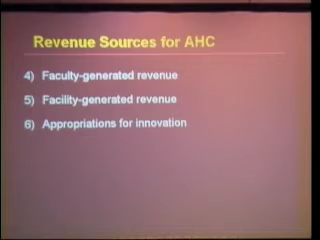 Revenue Sources for AHC
4) Faculty-generated revenue
5) Facility-generated revenue
6) Appropriations for innovation